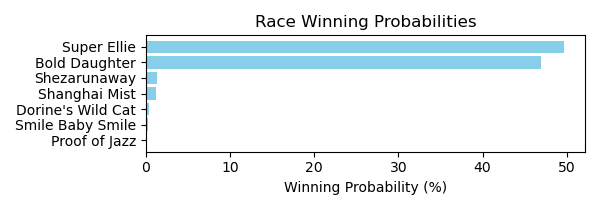 Race Winning Probabilities
Super Ellie
Bold Daughter
Shezarunaway
Shanghai Mist
Dorine's Wild Cat
Smile Baby Smile
Proof of Jazz
0 10 20 30 40 50
Winning Probability (%)